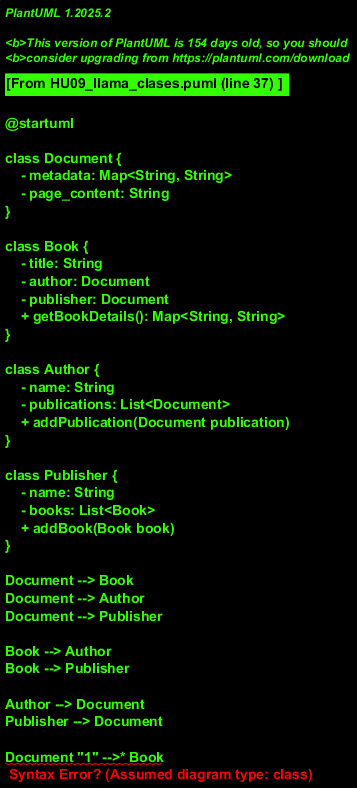 PlantUML 1.2025.2
<b>This version of PlantUML is 154 days old, so you should
<b>consider upgrading from https://plantuml.com/download
[From HU09_llama_clases.puml (line 37) ]
@startuml
class Document {
- metadata: Map<String, String>
- page_content: String
}
class Book {
- title: String
- author: Document
- publisher: Document
+ getBookDetails(): Map<String, String>
}
class Author {
- name: String
- publications: List<Document>
+ addPublication(Document publication)
}
class Publisher {
- name: String
- books: List<Book>
+ addBook(Book book)
}
Document --> Book
Document --> Author
Document --> Publisher
Book --> Author
Book --> Publisher
Author --> Document
Publisher --> Document
Document "1" -->* Book
Syntax Error? (Assumed diagram type: class)